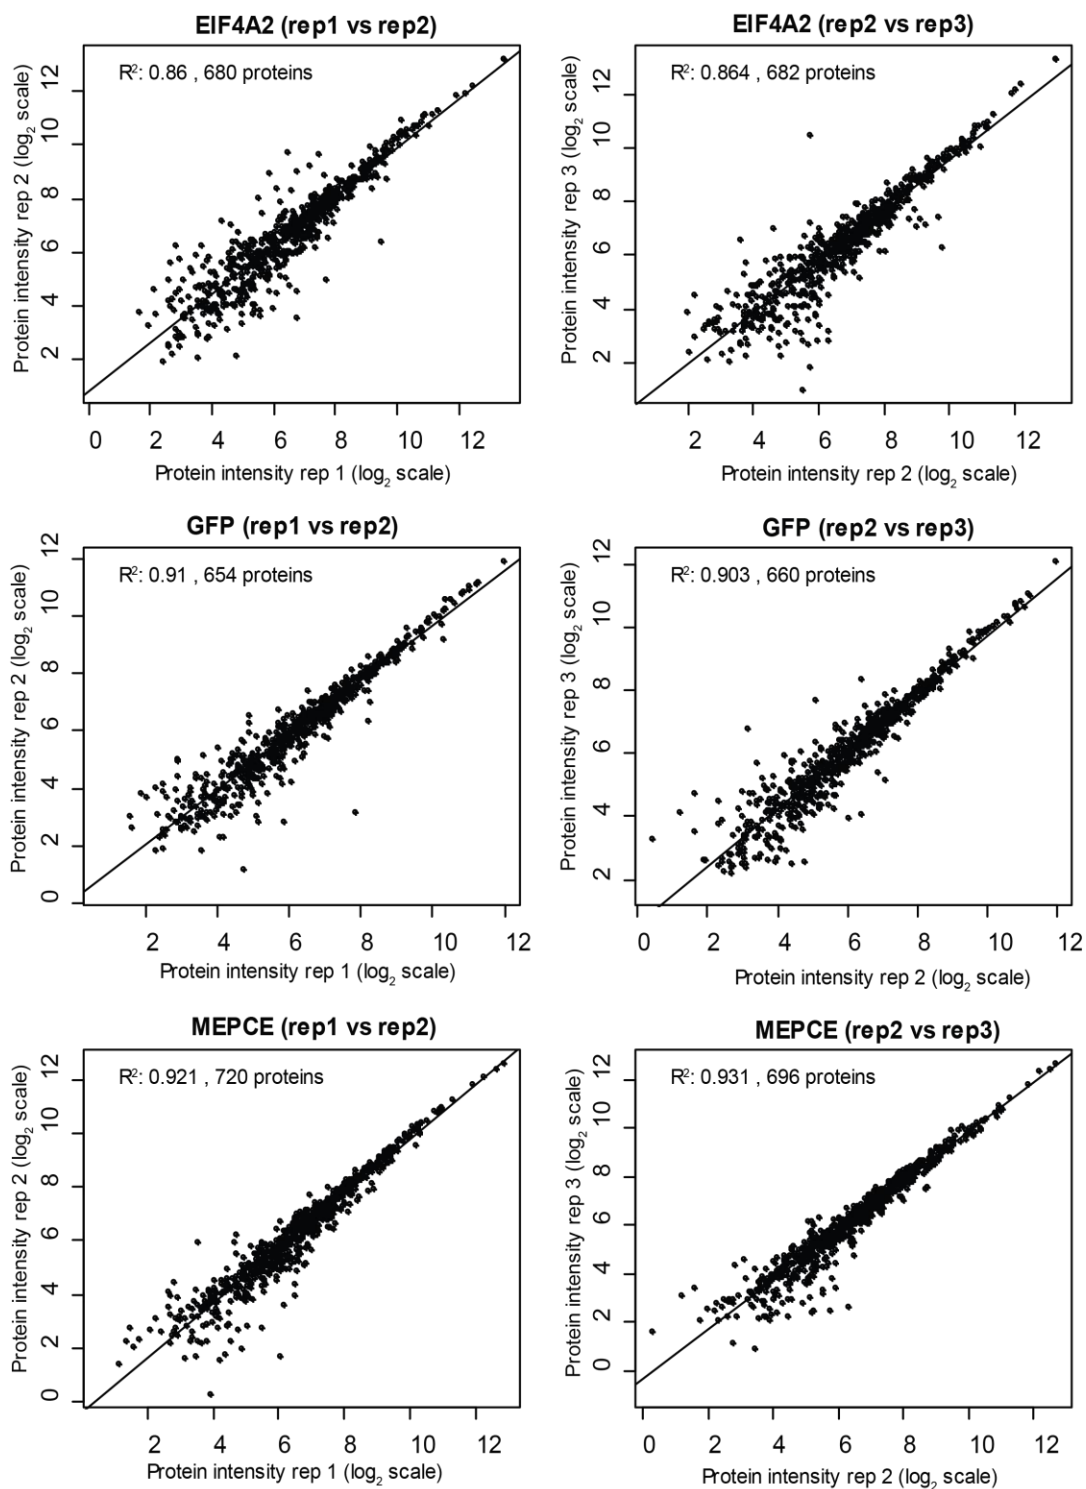 EIF4A2 (rep1 vs rep2)
R²: 0.86 , 680 proteins
Protein intensity rep 2 (log₂ scale)
12
10
8
6
4
2
0 2 4 6 8 10 12
Protein intensity rep 1 (log₂ scale)
EIF4A2 (rep2 vs rep3)
R²: 0.864 , 682 proteins
Protein intensity rep 3 (log₂ scale)
12
10
8
6
4
2
2 4 6 8 10 12
Protein intensity rep 2 (log₂ scale)
GFP (rep1 vs rep2)
R²: 0.91 , 654 proteins
Protein intensity rep 2 (log₂ scale)
12
10
8
6
4
2
0
2 4 6 8 10 12
Protein intensity rep 1 (log₂ scale)
GFP (rep2 vs rep3)
R²: 0.903 , 660 proteins
Protein intensity rep 3 (log₂ scale)
12
10
8
6
4
2
0 2 4 6 8 10 12
Protein intensity rep 2 (log₂ scale)
MEPCE (rep1 vs rep2)
R²: 0.921 , 720 proteins
Protein intensity rep 2 (log₂ scale)
12
10
8
6
4
2
0
2 4 6 8 10 12
Protein intensity rep 1 (log₂ scale)
MEPCE (rep2 vs rep3)
R²: 0.931 , 696 proteins
Protein intensity rep 3 (log₂ scale)
12
10
8
6
4
2
0
0 2 4 6 8 10 12
Protein intensity rep 2 (log₂ scale)